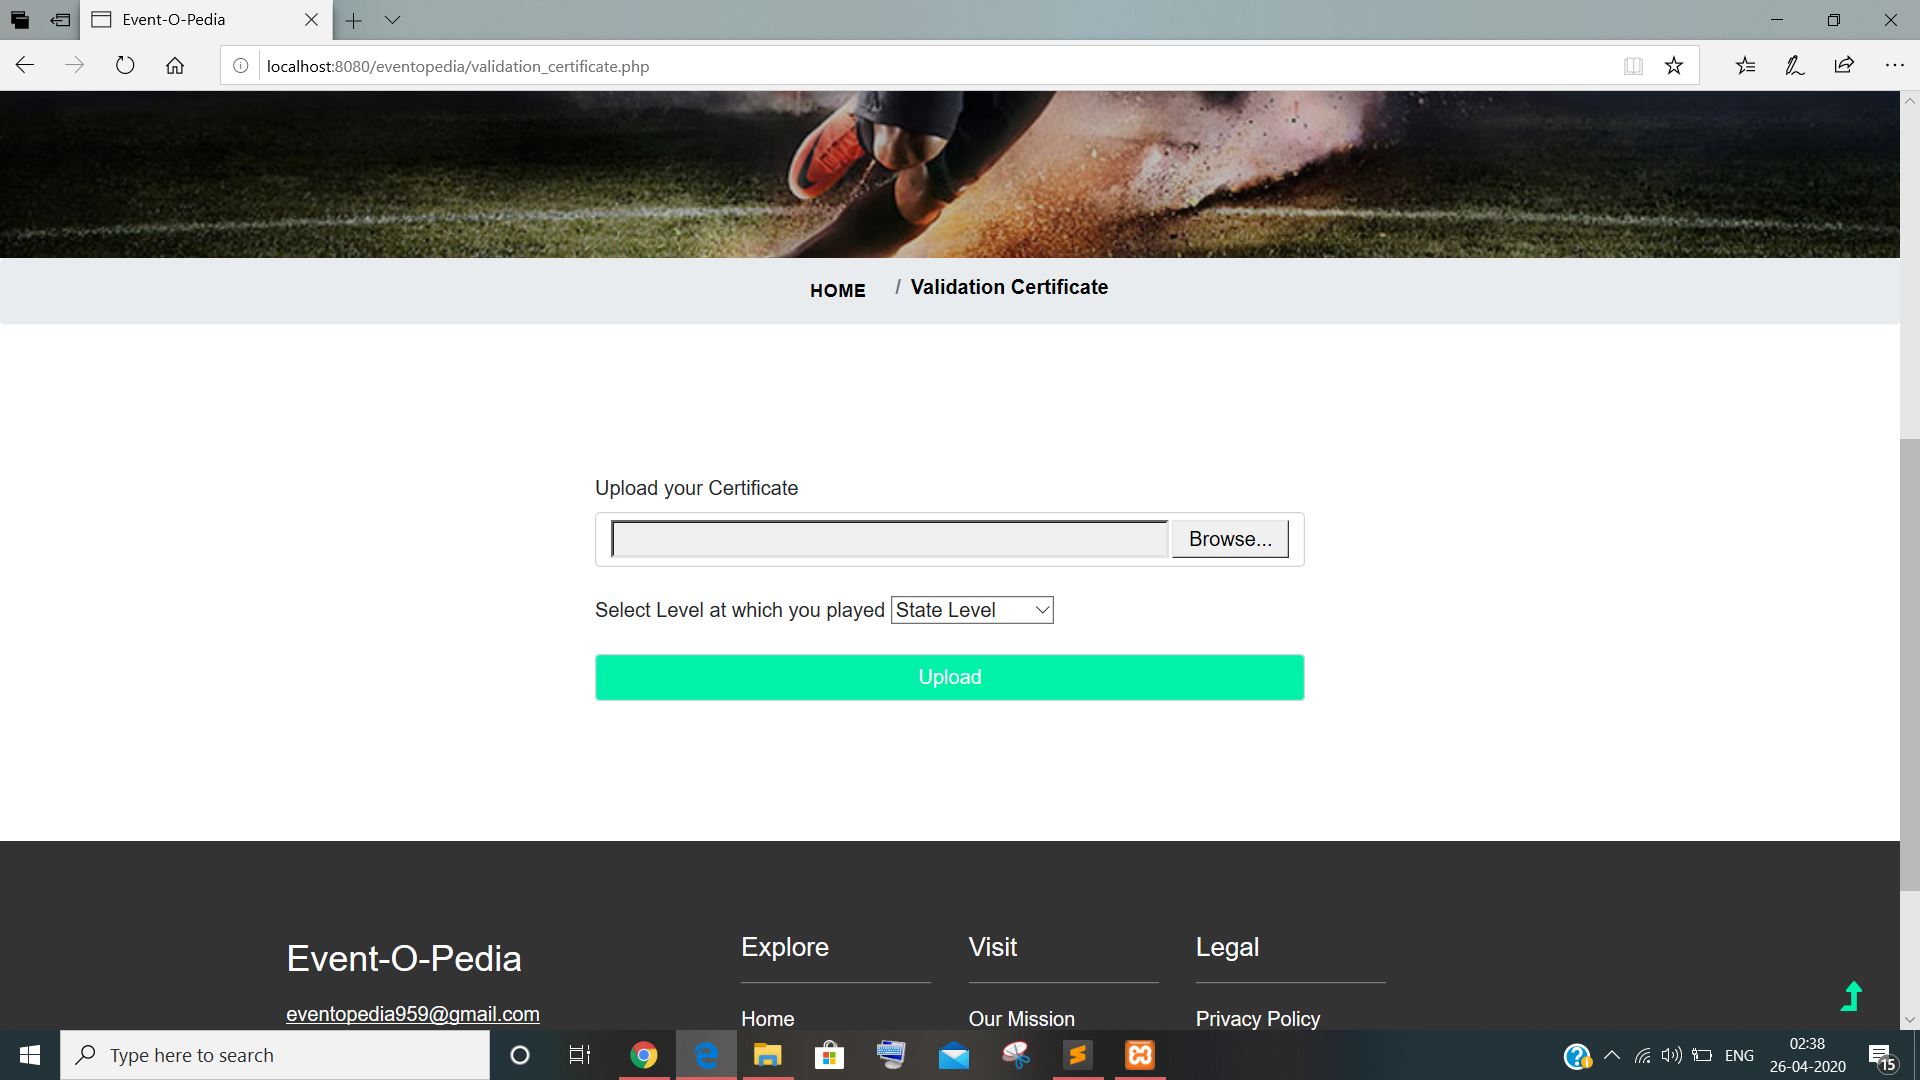 Event-O-Pedia
localhost:8080/eventopedia/validation_certificate.php
HOME / Validation Certificate
Upload your Certificate
Browse...
Select Level at which you played State Level
Upload
Event-O-Pedia
eventopedia959@gmail.com
Explore
Home
Visit
Our Mission
Legal
Privacy Policy
Type here to search
ENG
02:38
26-04-2020
15